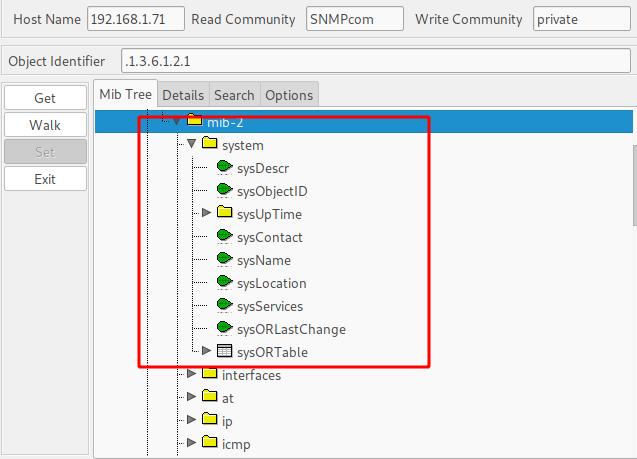 Host Name 192.168.1.71 Read Community SNMPcom Write Community private
Object Identifier .1.3.6.1.2.1
Get
Walk
Set
Exit
Mib Tree Details Search Options
mib-2
system
sysDescr
sysObjectID
sysUpTime
sysContact
sysName
sysLocation
sysServices
sysORLastChange
sysORTable
interfaces
at
ip
icmp